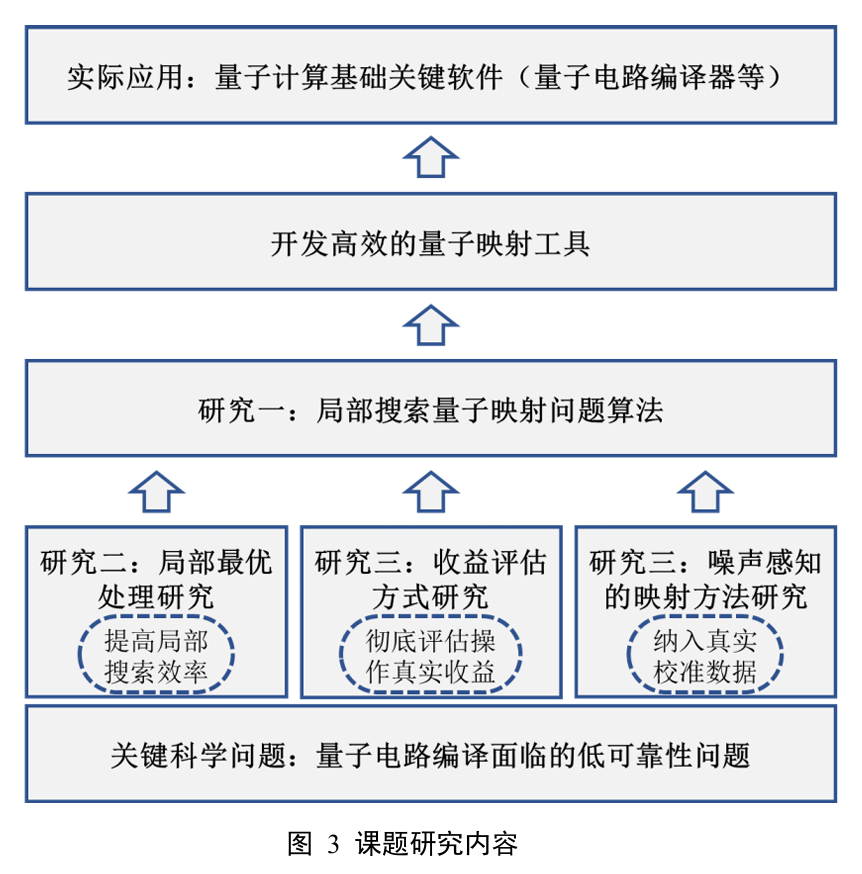 实际应用：量子计算基础关键软件（量子电路编译器等）
开发高效的量子映射工具
研究一：局部搜索量子映射问题算法
研究二：局部最优
处理研究
提高局部
搜索效率
研究三：收益评估
方式研究
彻底评估操
作真实收益
研究三：噪声感知
的映射方法研究
纳入真实
校准数据
关键科学问题：量子电路编译面临的低可靠性问题
图 3 课题研究内容